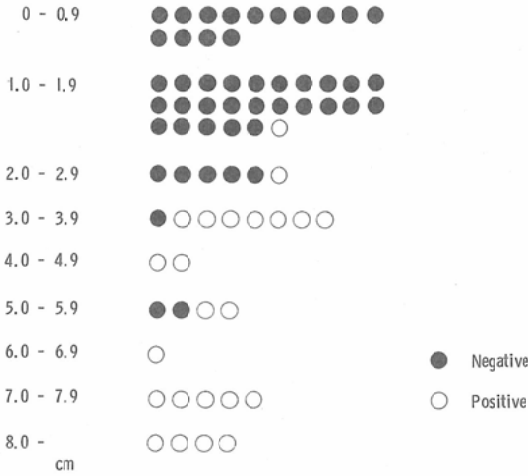 0 - 0.9
1.0 - 1.9
2.0 - 2.9
3.0 - 3.9
4.0 - 4.9
5.0 - 5.9
6.0 - 6.9
Negative
7.0 - 7.9
Positive
8.0 -
cm